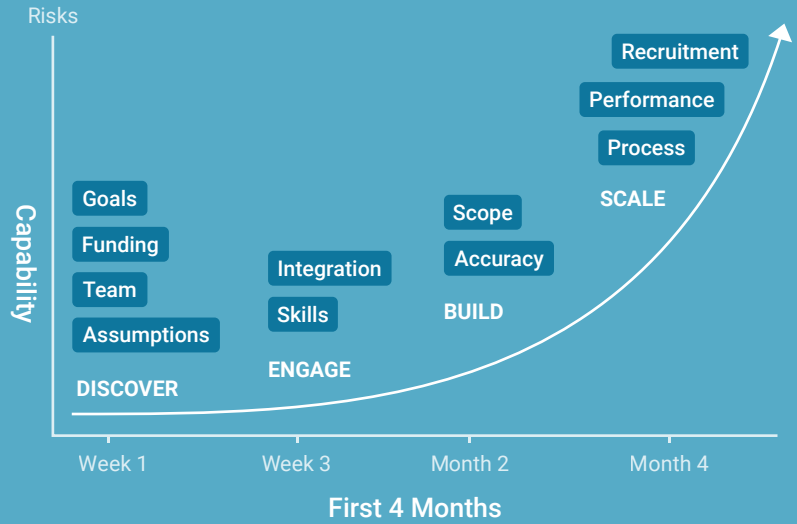 Risks
Capability
Goals
Funding
Team
Assumptions
DISCOVER
Integration
Skills
ENGAGE
Scope
Accuracy
BUILD
Recruitment
Performance
Process
SCALE
Week 1
Week 3
Month 2
Month 4
First 4 Months